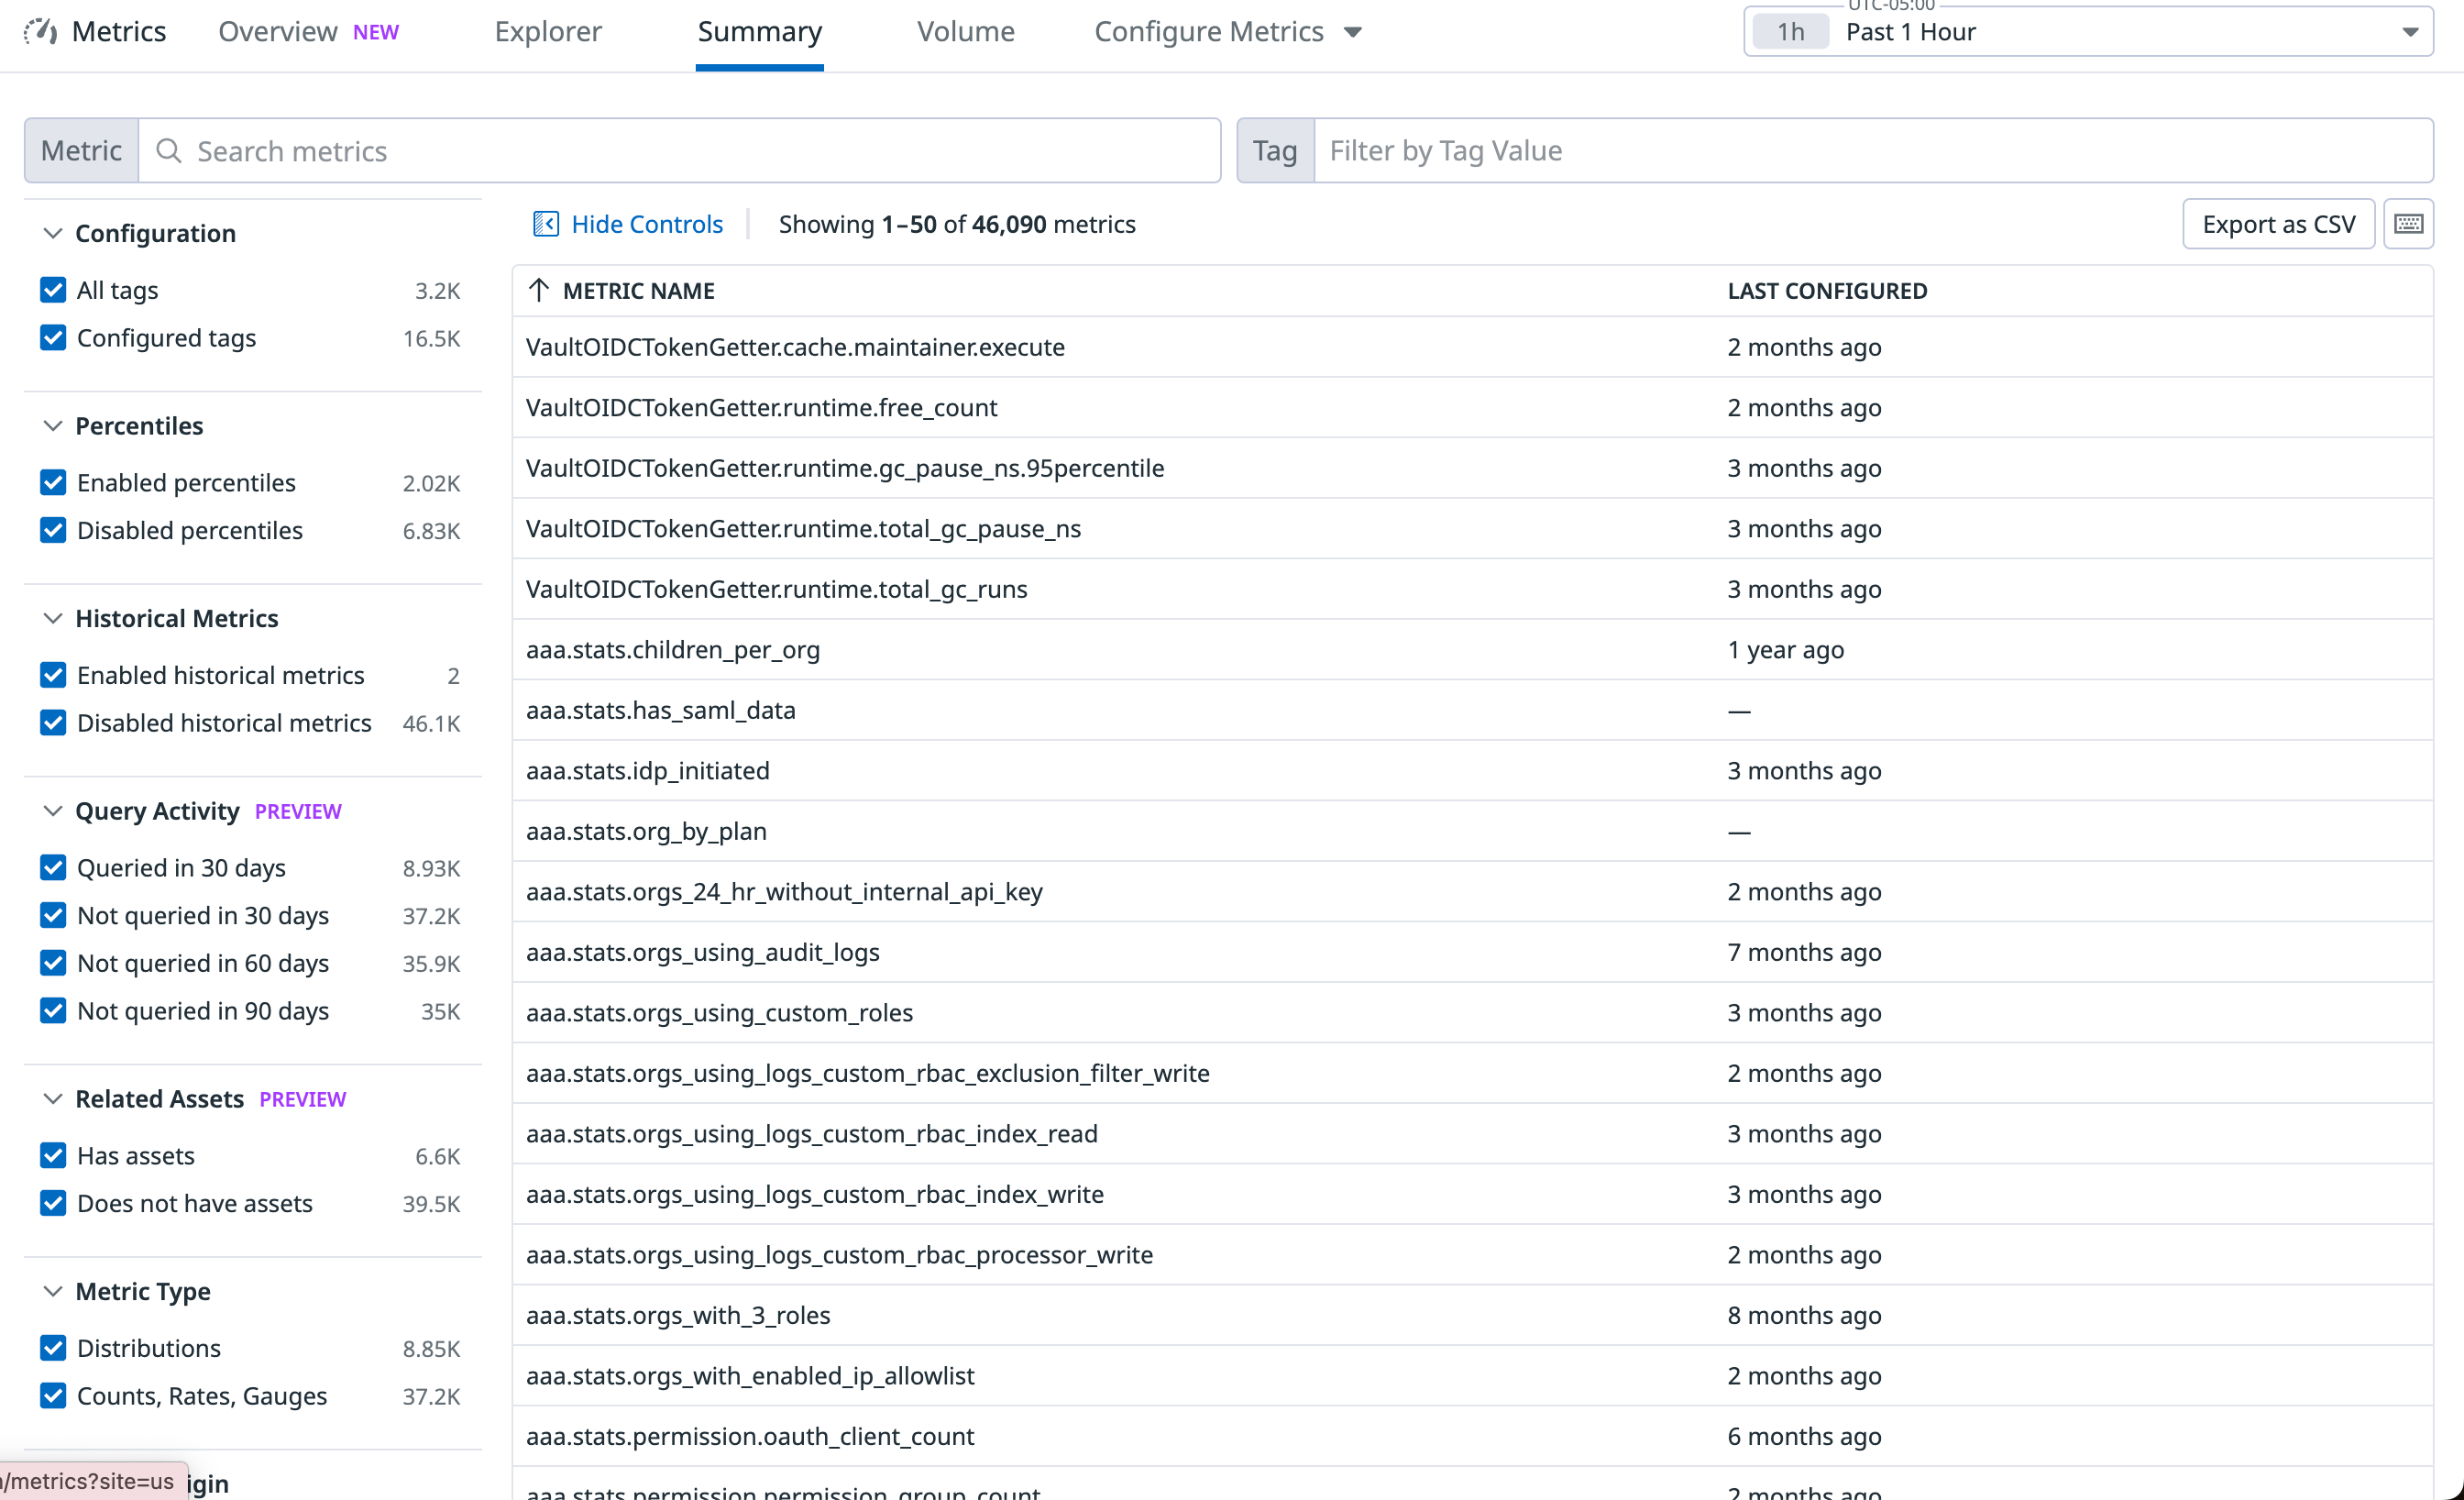 Metrics Overview NEW Explorer Summary Volume Configure Metrics
UTC-05:00
1h Past 1 Hour
Metric Search metrics
Tag Filter by Tag Value
Configuration
All tags 3.2K
Configured tags 16.5K
Percentiles
Enabled percentiles 2.02K
Disabled percentiles 6.83K
Historical Metrics
Enabled historical metrics 2
Disabled historical metrics 46.1K
Query Activity PREVIEW
Queried in 30 days 8.93K
Not queried in 30 days 37.2K
Not queried in 60 days 35.9K
Not queried in 90 days 35K
Related Assets PREVIEW
Has assets 6.6K
Does not have assets 39.5K
Metric Type
Distributions 8.85K
Counts, Rates, Gauges 37.2K
igin
/metrics?site=us
Hide Controls Showing 1–50 of 46,090 metrics Export as CSV
METRIC NAME LAST CONFIGURED
VaultOIDCTokenGetter.cache.maintainer.execute 2 months ago
VaultOIDCTokenGetter.runtime.free_count 2 months ago
VaultOIDCTokenGetter.runtime.gc_pause_ns.95percentile 3 months ago
VaultOIDCTokenGetter.runtime.total_gc_pause_ns 3 months ago
VaultOIDCTokenGetter.runtime.total_gc_runs 3 months ago
aaa.stats.children_per_org 1 year ago
aaa.stats.has_saml_data —
aaa.stats.idp_initiated 3 months ago
aaa.stats.org_by_plan —
aaa.stats.orgs_24_hr_without_internal_api_key 2 months ago
aaa.stats.orgs_using_audit_logs 7 months ago
aaa.stats.orgs_using_custom_roles 3 months ago
aaa.stats.orgs_using_logs_custom_rbac_exclusion_filter_write 2 months ago
aaa.stats.orgs_using_logs_custom_rbac_index_read 3 months ago
aaa.stats.orgs_using_logs_custom_rbac_index_write 3 months ago
aaa.stats.orgs_using_logs_custom_rbac_processor_write 2 months ago
aaa.stats.orgs_with_3_roles 8 months ago
aaa.stats.orgs_with_enabled_ip_allowlist 2 months ago
aaa.stats.permission.oauth_client_count 6 months ago
aaa.stats.permission.permission_group_count 2 months ago